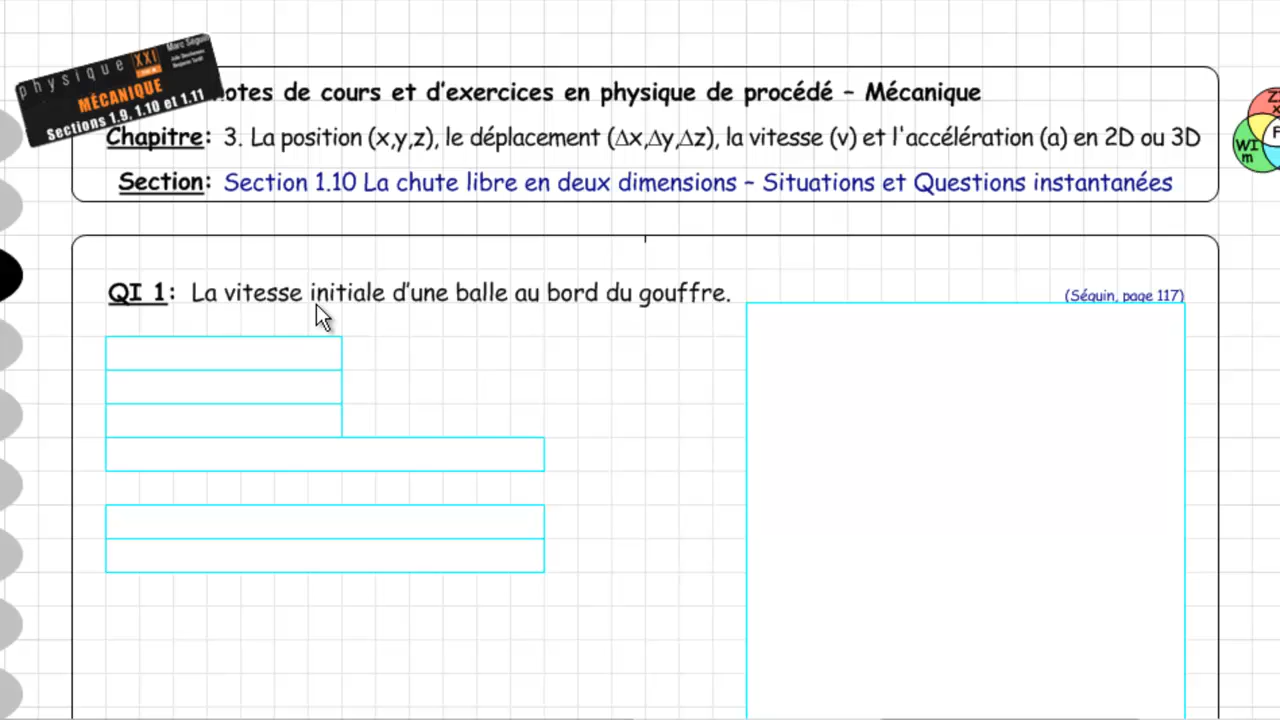 physique XXI
Marc Séguin
MÉCANIQUE
Sections 1.9, 1.10 et 1.11
notes de cours et d'exercices en physique de procédé - Mécanique
Chapitre: 3. La position (x,y,z), le déplacement (Δx,Δy,Δz), la vitesse (v) et l'accélération (a) en 2D ou 3D
Section: Section 1.10 La chute libre en deux dimensions - Situations et Questions instantanées
WI
m
QI 1: La vitesse initiale d'une balle au bord du gouffre.
(Séguin, page 117)